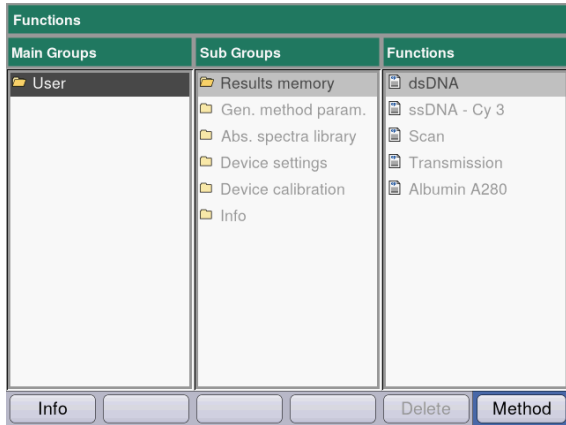 Functions
Main Groups
Sub Groups
Functions
User
Results memory
Gen. method param.
Abs. spectra library
Device settings
Device calibration
Info
dsDNA
ssDNA - Cy 3
Scan
Transmission
Albumin A280
Info
Delete
Method